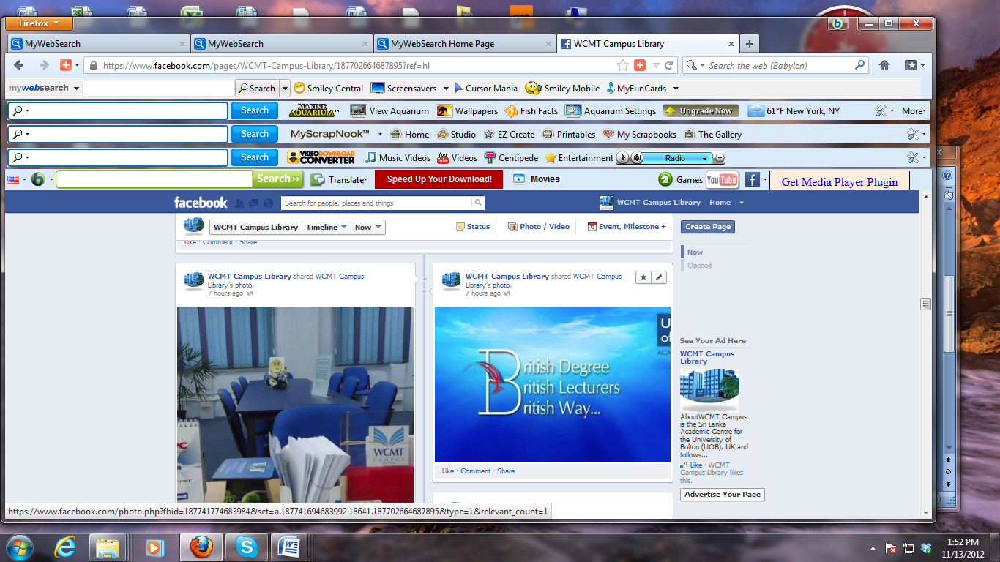 Firefox
MyWebSearch
MyWebSearch
MyWebSearch Home Page
WCMT Campus Library
https://www.facebook.com/pages/WCMT-Campus-Library/187702664687895?ref=hl
Search the web (Babylon)
mywebsearch
Search
Smiley Central
Screensavers
Cursor Mania
Smiley Mobile
MyFunCards
Search
MARINE AQUARIUM™
View Aquarium
Wallpapers
Fish Facts
Aquarium Settings
Upgrade Now
61°F New York, NY
More
Search
MyScrapNook™
Home
Studio
EZ Create
Printables
My Scrapbooks
The Gallery
Search
VIDEO DOWNLOAD CONVERTER
Music Videos
Videos
Centipede
Entertainment
Radio
Search >>
Translate
Speed Up Your Download!
Movies
Games
YouTube
Get Media Player Plugin
facebook
Search for people, places and things
WCMT Campus Library
Home
WCMT Campus Library
Timeline
Now
Status
Photo / Video
Event, Milestone +
Create Page
Like · Comment · Share
Now
Opened
WCMT Campus Library shared WCMT Campus
Library's photo.
7 hours ago
WCMT
CAMPUS
WCMT Campus Library shared WCMT Campus
Library's photo.
7 hours ago
U
of
ACA
British Degree
British Lecturers
British Way...
Like · Comment · Share
See Your Ad Here
WCMT Campus
Library
AboutWCMT Campus
is the Sri Lanka
Academic Centre for
the University of
Bolton (UOB), UK and
follows...
Like · WCMT
Campus Library likes
this.
Advertise Your Page
https://www.facebook.com/photo.php?fbid=187741774683984&set=a.187741694683992.18641.187702664687895&type=1&relevant_count=1
1:52 PM
11/13/2012